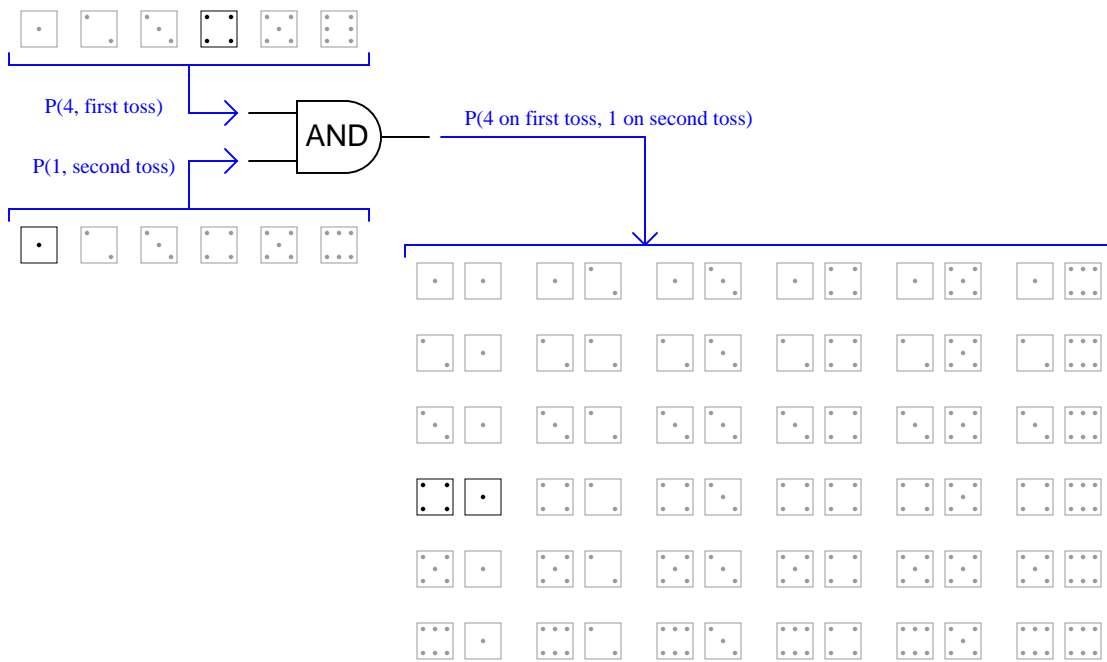 P(4, first toss)
P(4 on first toss, 1 on second toss)
AND
P(1, second toss)